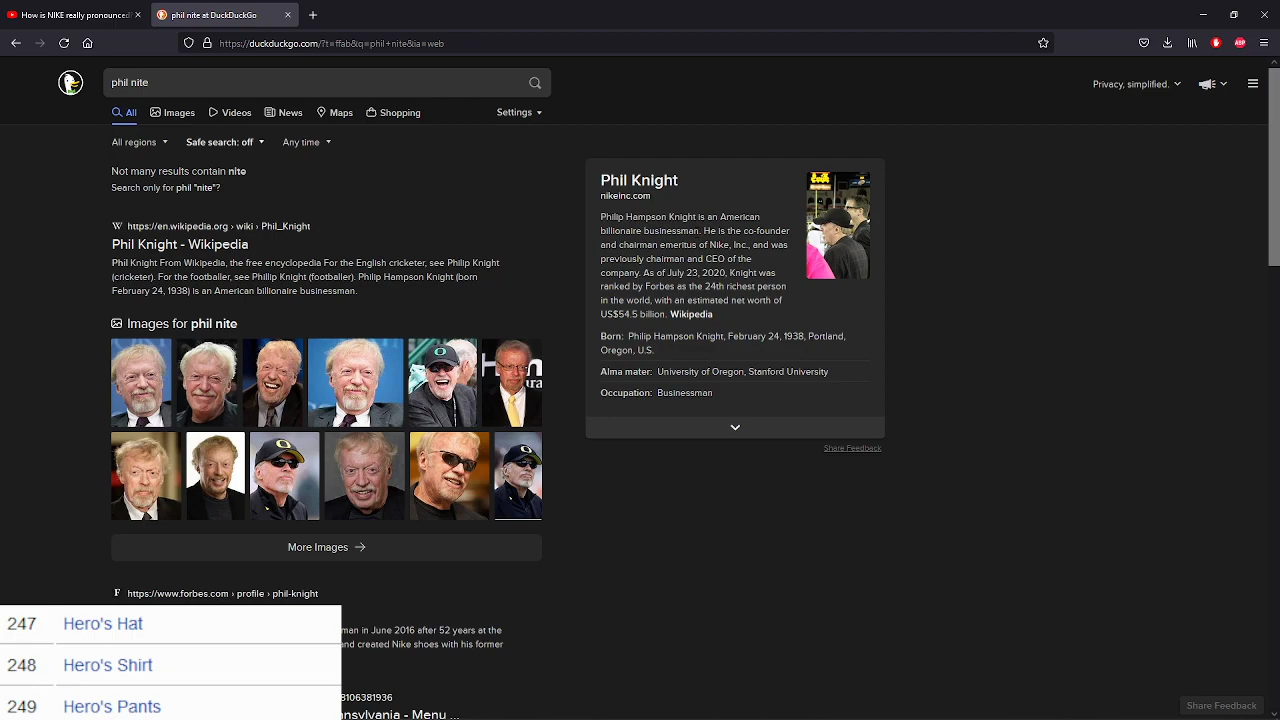 How is NIKE really pronounced?
phil nite at DuckDuckGo
https://duckduckgo.com/?t=ffab&q=phil+nite&ia=web
ABP
phil nite
Privacy, simplified.
All
Images
Videos
News
Maps
Shopping
Settings
All regions
Safe search: off
Any time
Not many results contain nite
Search only for phil "nite"?
W https://en.wikipedia.org › wiki › Phil_Knight
Phil Knight - Wikipedia
Phil Knight From Wikipedia, the free encyclopedia For the English cricketer, see Philip Knight
(cricketer). For the footballer, see Phillip Knight (footballer). Philip Hampson Knight (born
February 24, 1938) is an American billionaire businessman.
Images for phil nite
More Images
F https://www.forbes.com › profile › phil-knight
man in June 2016 after 52 years at the
and created Nike shoes with his former
8106381936
nnsylvania - Menu ...
Phil Knight
nikeinc.com
Philip Hampson Knight is an American
billionaire businessman. He is the co-founder
and chairman emeritus of Nike, Inc., and was
previously chairman and CEO of the
company. As of July 23, 2020, Knight was
ranked by Forbes as the 24th richest person
in the world, with an estimated net worth of
US$54.5 billion. Wikipedia
Born: Philip Hampson Knight, February 24, 1938, Portland,
Oregon, U.S.
Alma mater: University of Oregon, Stanford University
Occupation: Businessman
Share Feedback
247 Hero's Hat
248 Hero's Shirt
249 Hero's Pants
Share Feedback